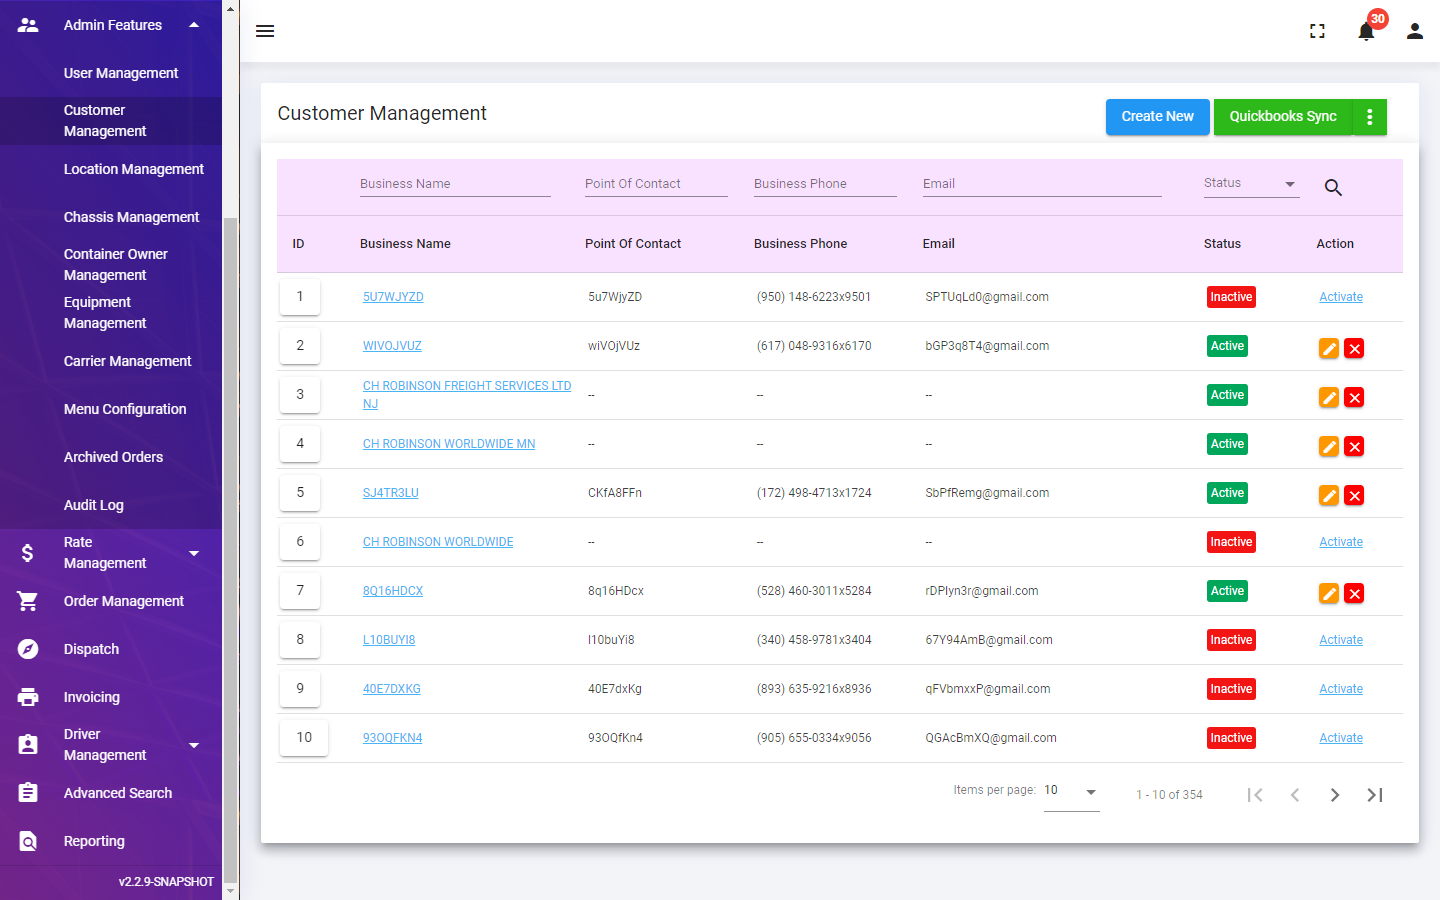 Admin Features
User Management
Customer
Management
Location Management
Chassis Management
Container Owner
Management
Equipment
Management
Carrier Management
Menu Configuration
Archived Orders
Audit Log
Rate
Management
Order Management
Dispatch
Invoicing
Driver
Management
Advanced Search
Reporting
v2.2.9-SNAPSHOT
30
Customer Management
Create New
Quickbooks Sync
Business Name Point Of Contact Business Phone Email Status
ID Business Name Point Of Contact Business Phone Email Status Action
1 5U7WJYZD 5u7WjyZD (950) 148-6223x9501 SPTUqLd0@gmail.com Inactive Activate
2 WIVOJVUZ wiVOjVUz (617) 048-9316x6170 bGP3q8T4@gmail.com Active
3 CH ROBINSON FREIGHT SERVICES LTD
NJ -- -- -- Active
4 CH ROBINSON WORLDWIDE MN -- -- -- Active
5 SJ4TR3LU CKfA8FFn (172) 498-4713x1724 SbPfRemg@gmail.com Active
6 CH ROBINSON WORLDWIDE -- -- -- Inactive Activate
7 8Q16HDCX 8q16HDcx (528) 460-3011x5284 rDPIyn3r@gmail.com Active
8 L10BUYI8 l10buYi8 (340) 458-9781x3404 67Y94AmB@gmail.com Inactive Activate
9 40E7DXKG 40E7dxKg (893) 635-9216x8936 qFVbmxxP@gmail.com Inactive Activate
10 93OQFKN4 93OQfKn4 (905) 655-0334x9056 QGAcBmXQ@gmail.com Inactive Activate
Items per page: 10 1 - 10 of 354